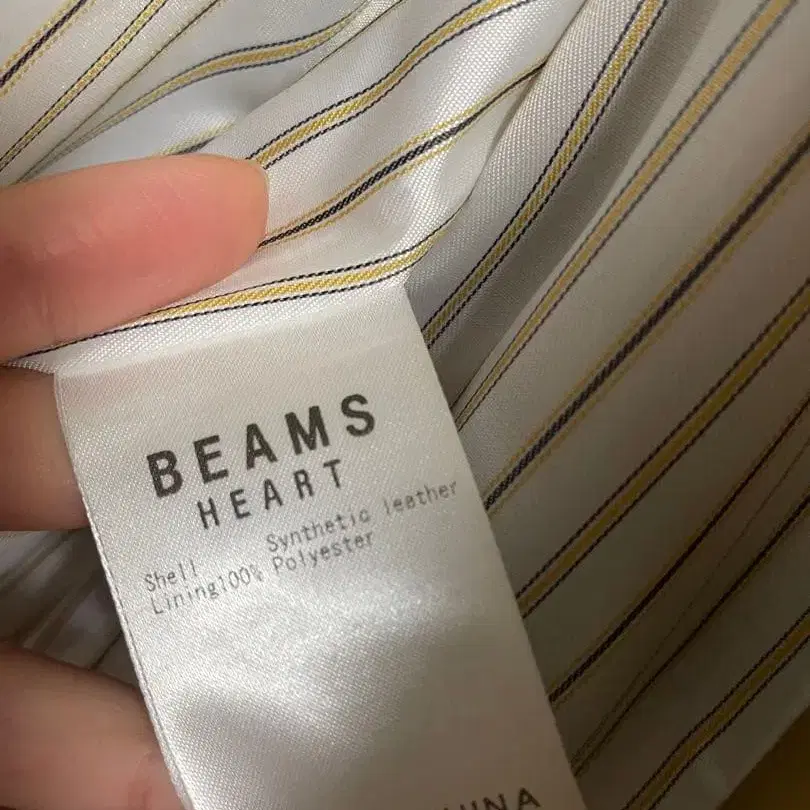 BEAMS
HEART
Shell Synthetic leather
Lining100% Polyester